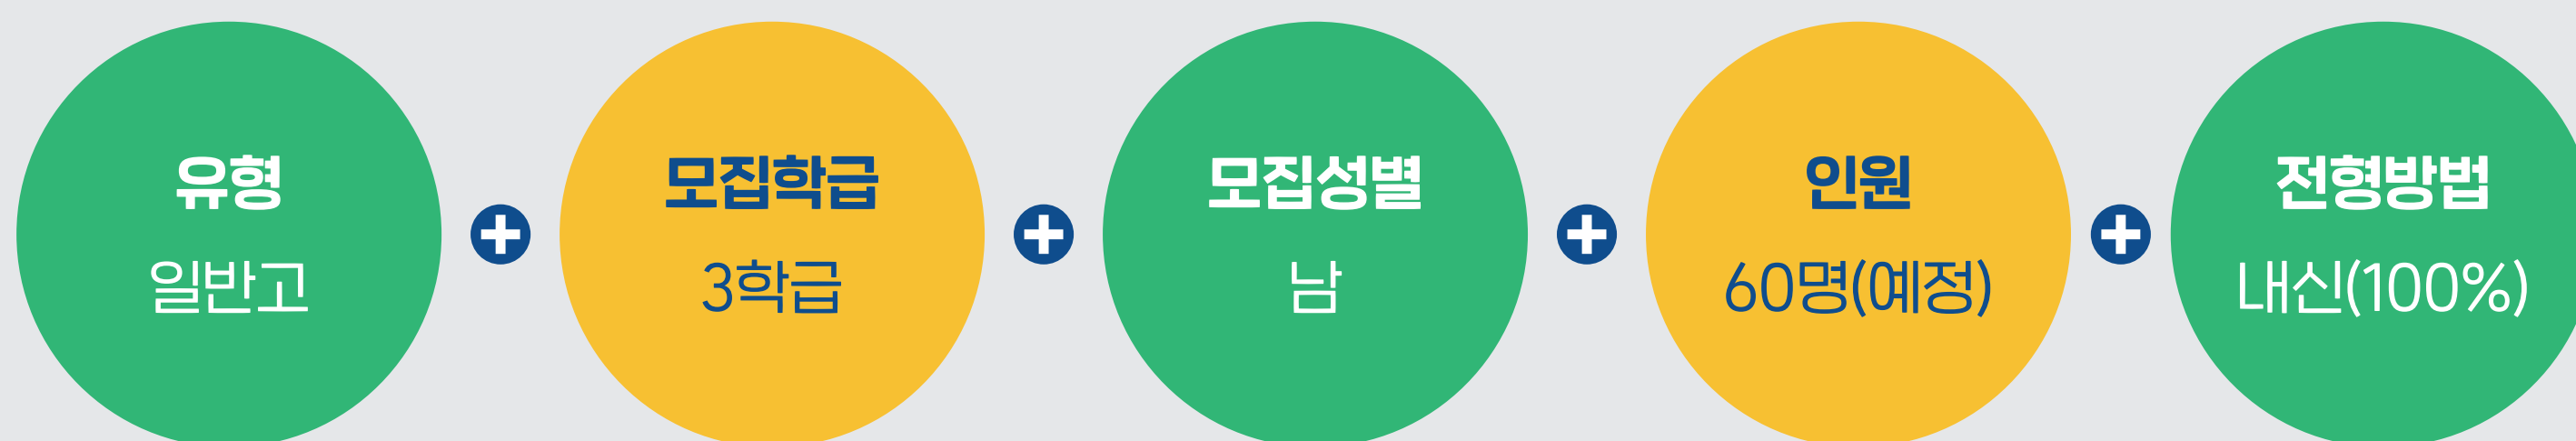 유형
일반고
모집학급
3학급
모집성별
남
인원
60명(예정)
전형방법
내신(100%)